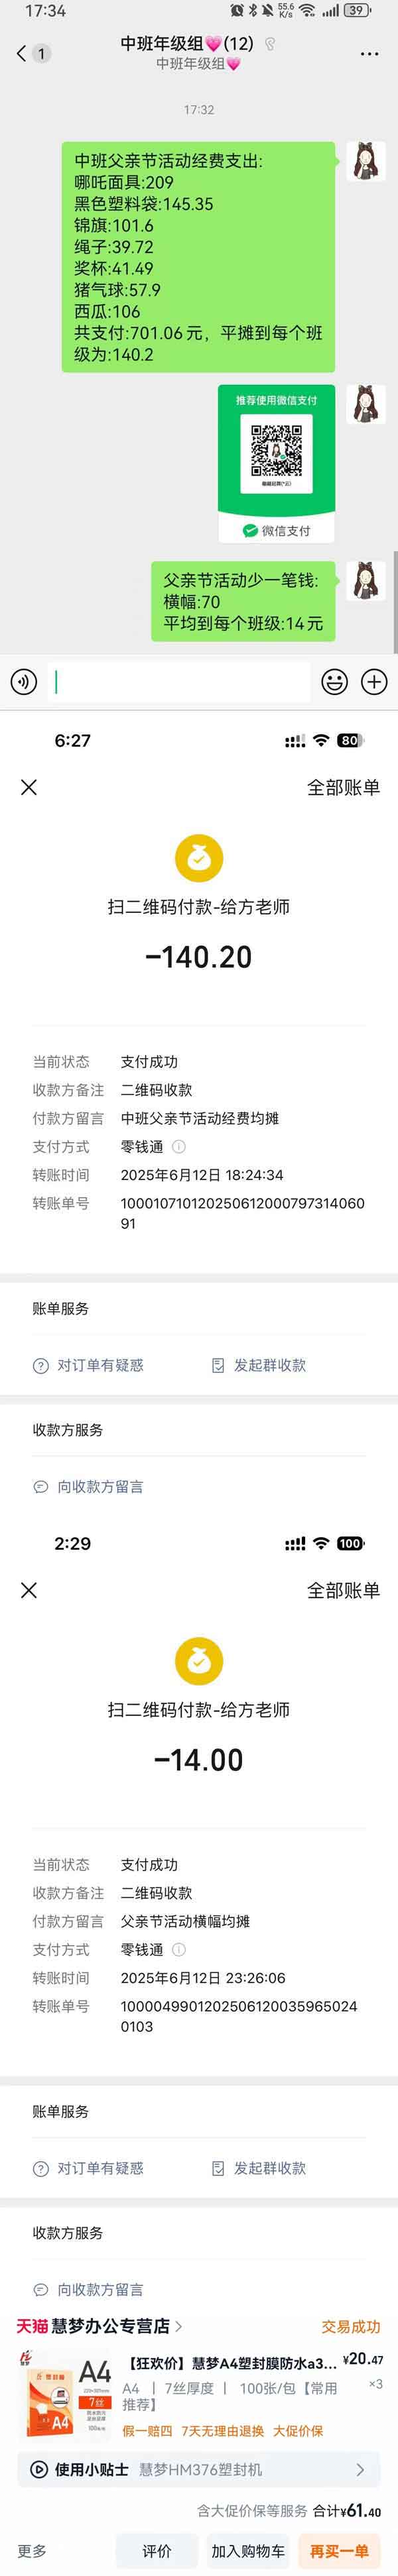 17:34
55.6
K/s
39
1
中班年级组💗(12)
中班年级组💗
17:32
中班父亲节活动经费支出:
哪吒面具:209
黑色塑料袋:145.35
锦旗:101.6
绳子:39.72
奖杯:41.49
猪气球:57.9
西瓜:106
共支付:701.06元，平摊到每个班
级为:140.2
推荐使用微信支付
微信支付
父亲节活动少一笔钱:
横幅:70
平均到每个班级:14元
6:27
80
全部账单
扫二维码付款-给方老师
-140.20
当前状态 支付成功
收款方备注 二维码收款
付款方留言 中班父亲节活动经费均摊
支付方式 零钱通
转账时间 2025年6月12日 18:24:34
转账单号 100010710120250612000797314060
91
账单服务
对订单有疑惑 发起群收款
收款方服务
向收款方留言
2:29
100
全部账单
扫二维码付款-给方老师
-14.00
当前状态 支付成功
收款方备注 二维码收款
付款方留言 父亲节活动横幅均摊
支付方式 零钱通
转账时间 2025年6月12日 23:26:06
转账单号 100004990120250612003596502​4
0103
账单服务
对订单有疑惑 发起群收款
收款方服务
向收款方留言
天猫 慧梦办公专营店 交易成功
【狂欢价】慧梦A4塑封膜防水a3... ¥20.47
A4 | 7丝厚度 | 100张/包【常用 ×3
推荐】
假一赔四 7天无理由退换 大促价保
A4
7丝
A4
使用小贴士 慧梦HM376塑封机
含大促价保等服务 合计¥61.40
更多 评价 加入购物车 再买一单